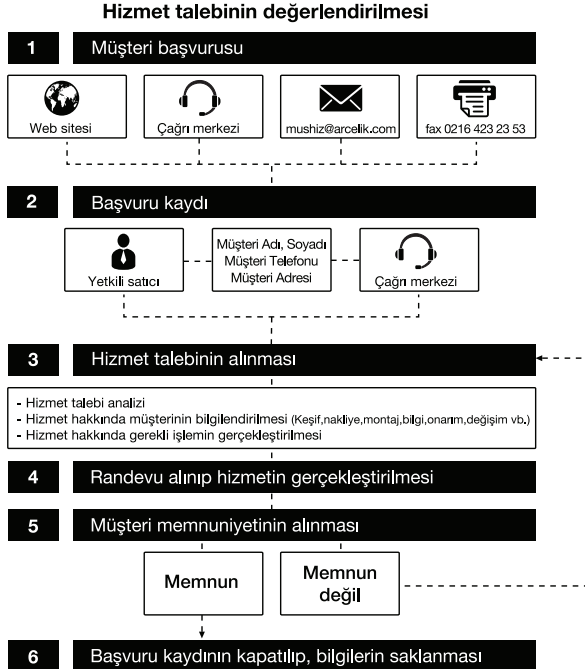 Hizmet talebinin değerlendirilmesi
1 Müşteri başvurusu
Web sitesi
Çağrı merkezi
mushiz@arcelik.com
fax 0216 423 23 53
2 Başvuru kaydı
Yetkili satıcı
Müşteri Adı, Soyadı
Müşteri Telefonu
Müşteri Adresi
Çağrı merkezi
3 Hizmet talebinin alınması
- Hizmet talebi analizi
- Hizmet hakkında müşterinin bilgilendirilmesi (Keşif,nakliye,montaj,bilgi,onarım,değişim vb.)
- Hizmet hakkında gerekli işlemin gerçekleştirilmesi
4 Randevu alınıp hizmetin gerçekleştirilmesi
5 Müşteri memnuniyetinin alınması
Memnun
Memnun
değil
6 Başvuru kaydının kapatılıp, bilgilerin saklanması